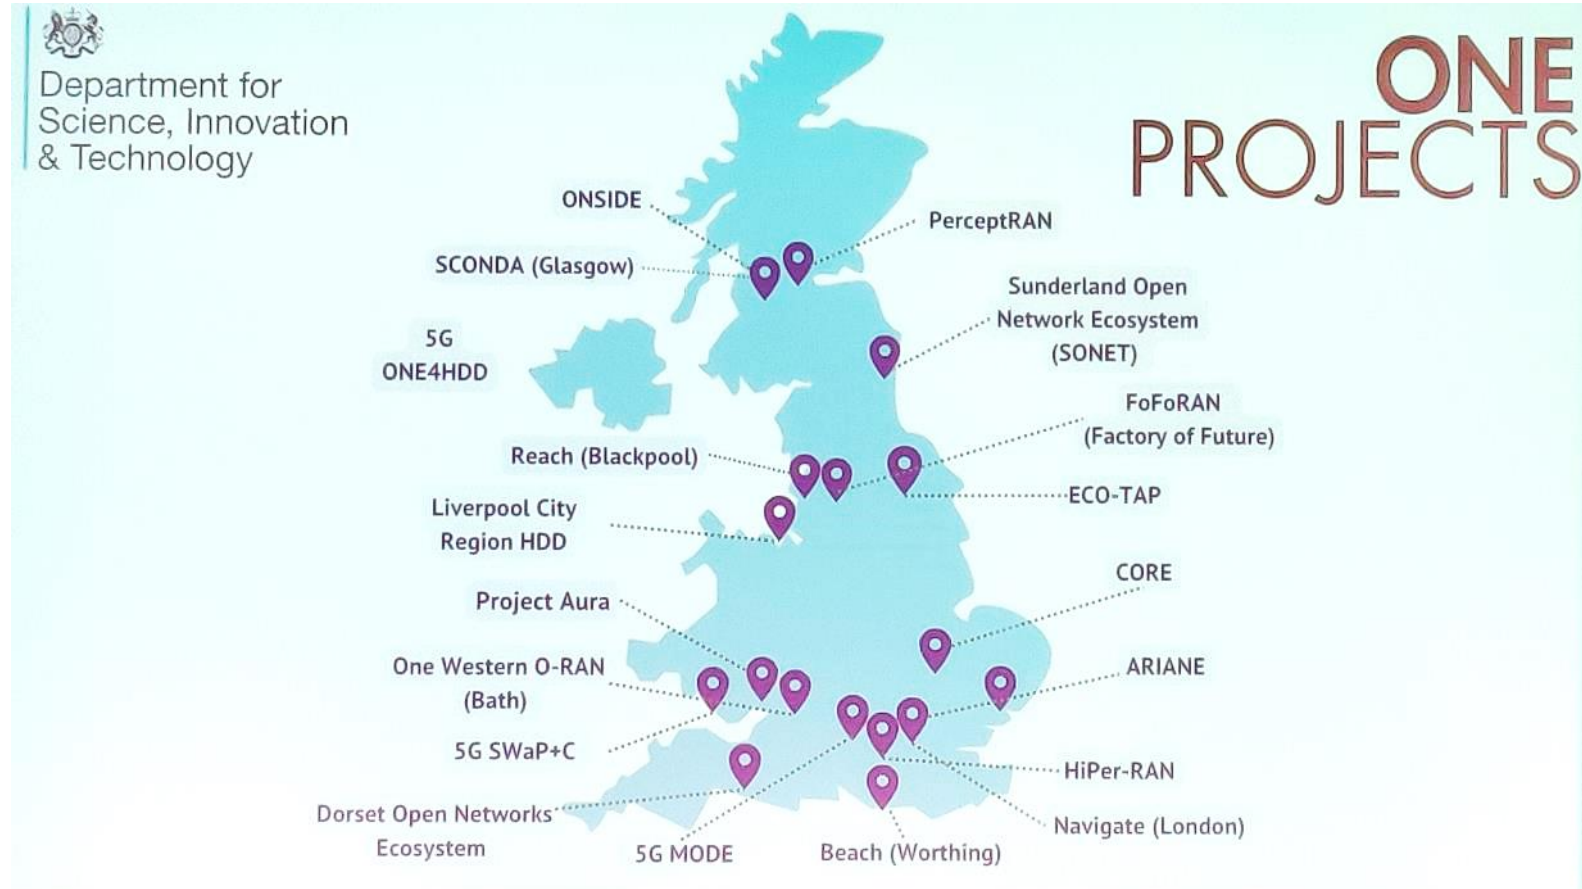 Department for
Science, Innovation
& Technology
ONE
PROJECTS
ONSIDE
PerceptRAN
SCONDA (Glasgow)
Sunderland Open
Network Ecosystem
(SONET)
5G
ONE4HDD
FoFoRAN
(Factory of Future)
Reach (Blackpool)
ECO-TAP
Liverpool City
Region HDD
CORE
Project Aura
One Western O-RAN
(Bath)
ARIANE
5G SWaP+C
HiPer-RAN
Dorset Open Networks
Ecosystem
Navigate (London)
5G MODE
Beach (Worthing)